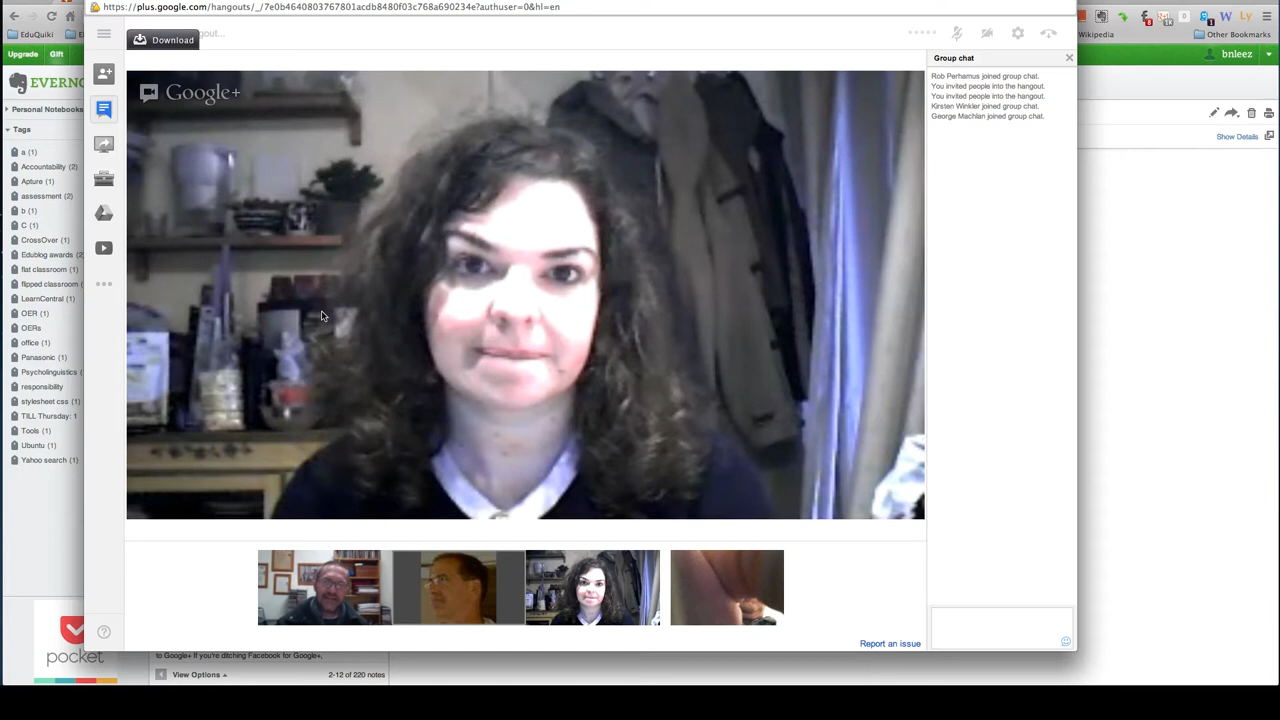 https://plus.google.com/hangouts/_/7e0b4640803767801acdb8480f03c768a690234e?authuser=0&hl=en
EduQuiki
Wikipedia
Other Bookmarks
Upgrade
Gift
bnleez
Download
out...
Group chat
Google+
Rob Perhamus joined group chat.
You invited people into the hangout.
You invited people into the hangout.
Kirsten Winkler joined group chat.
George Machlan joined group chat.
EVERNO
Personal Notebooks
Show Details
Tags
a (1)
Accountability (2)
Apture (1)
assessment (2)
b (1)
C (1)
CrossOver (1)
Edublog awards (2)
flat classroom (1)
flipped classroom (
LearnCentral (1)
OER (1)
OERs
office (1)
Panasonic (1)
Psycholinguistics (
responsibility
stylesheet css (1)
TILL Thursday: 1
Tools (1)
Ubuntu (1)
Yahoo search (1)
Report an issue
pocket
to Google+ If you're ditching Facebook for Google+,
View Options
2-12 of 220 notes